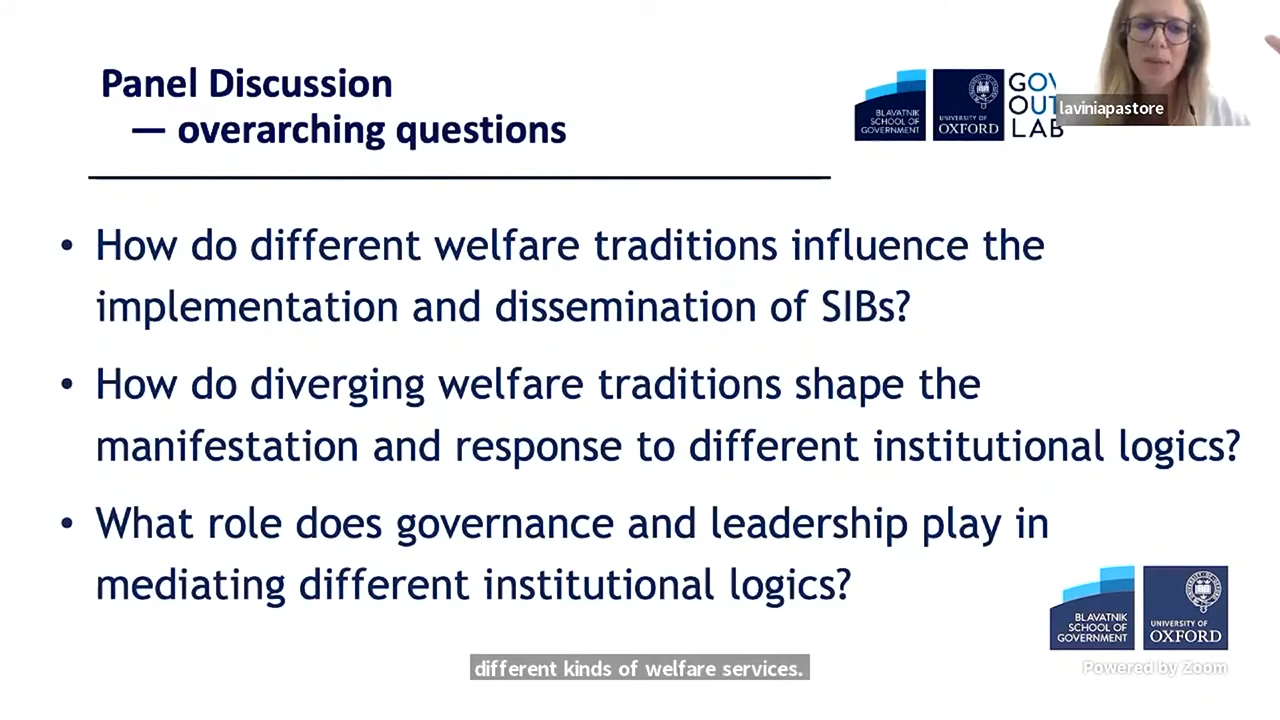 Panel Discussion
— overarching questions
BLAVATNIK
SCHOOL OF
GOVERNMENT
UNIVERSITY OF
OXFORD
GOV
OUT
LAB
laviniapastore
• How do different welfare traditions influence the
implementation and dissemination of SIBs?
• How do diverging welfare traditions shape the
manifestation and response to different institutional logics?
• What role does governance and leadership play in
mediating different institutional logics?
BLAVATNIK
SCHOOL OF
GOVERNMENT
UNIVERSITY OF
OXFORD
different kinds of welfare services.
Powered by Zoom